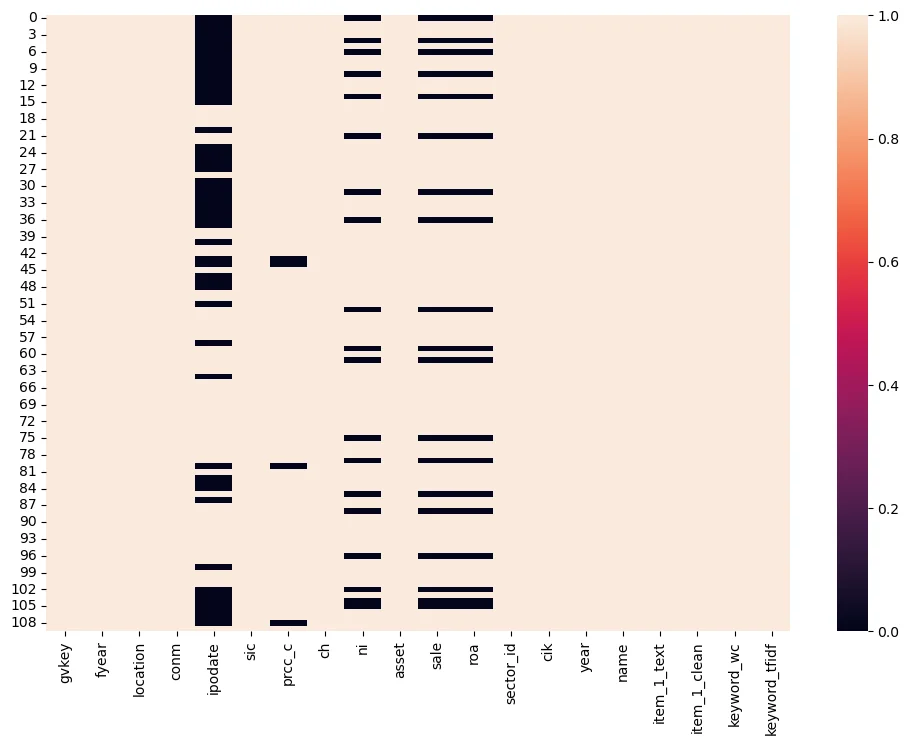 0
3
6
9
12
15
18
21
24
27
30
33
36
39
42
45
48
51
54
57
60
63
66
69
72
75
78
81
84
87
90
93
96
99
102
105
108
gvkey
fyear
location
conm
ipodate
sic
prcc_c
ch
ni
asset
sale
roa
sector_id
cik
year
name
item_1_text
item_1_clean
keyword_wc
keyword_tfidf
1.0
0.8
0.6
0.4
0.2
0.0